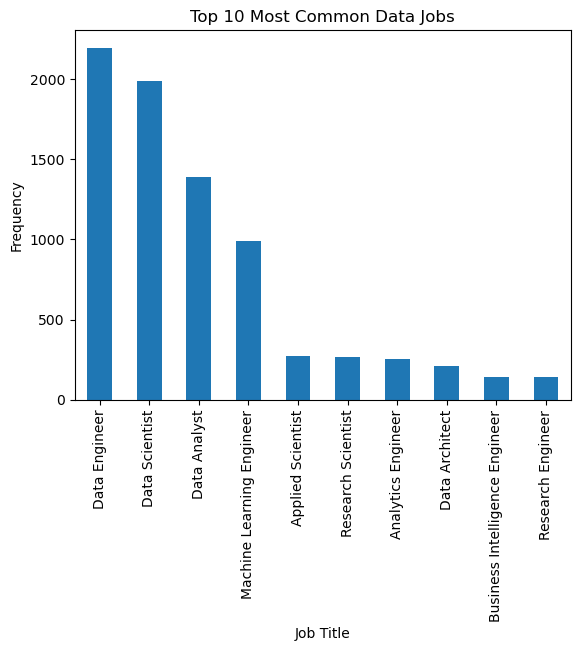 Top 10 Most Common Data Jobs
Frequency
2000
1500
1000
500
0
Data Engineer
Data Scientist
Data Analyst
Machine Learning Engineer
Applied Scientist
Research Scientist
Analytics Engineer
Data Architect
Business Intelligence Engineer
Research Engineer
Job Title